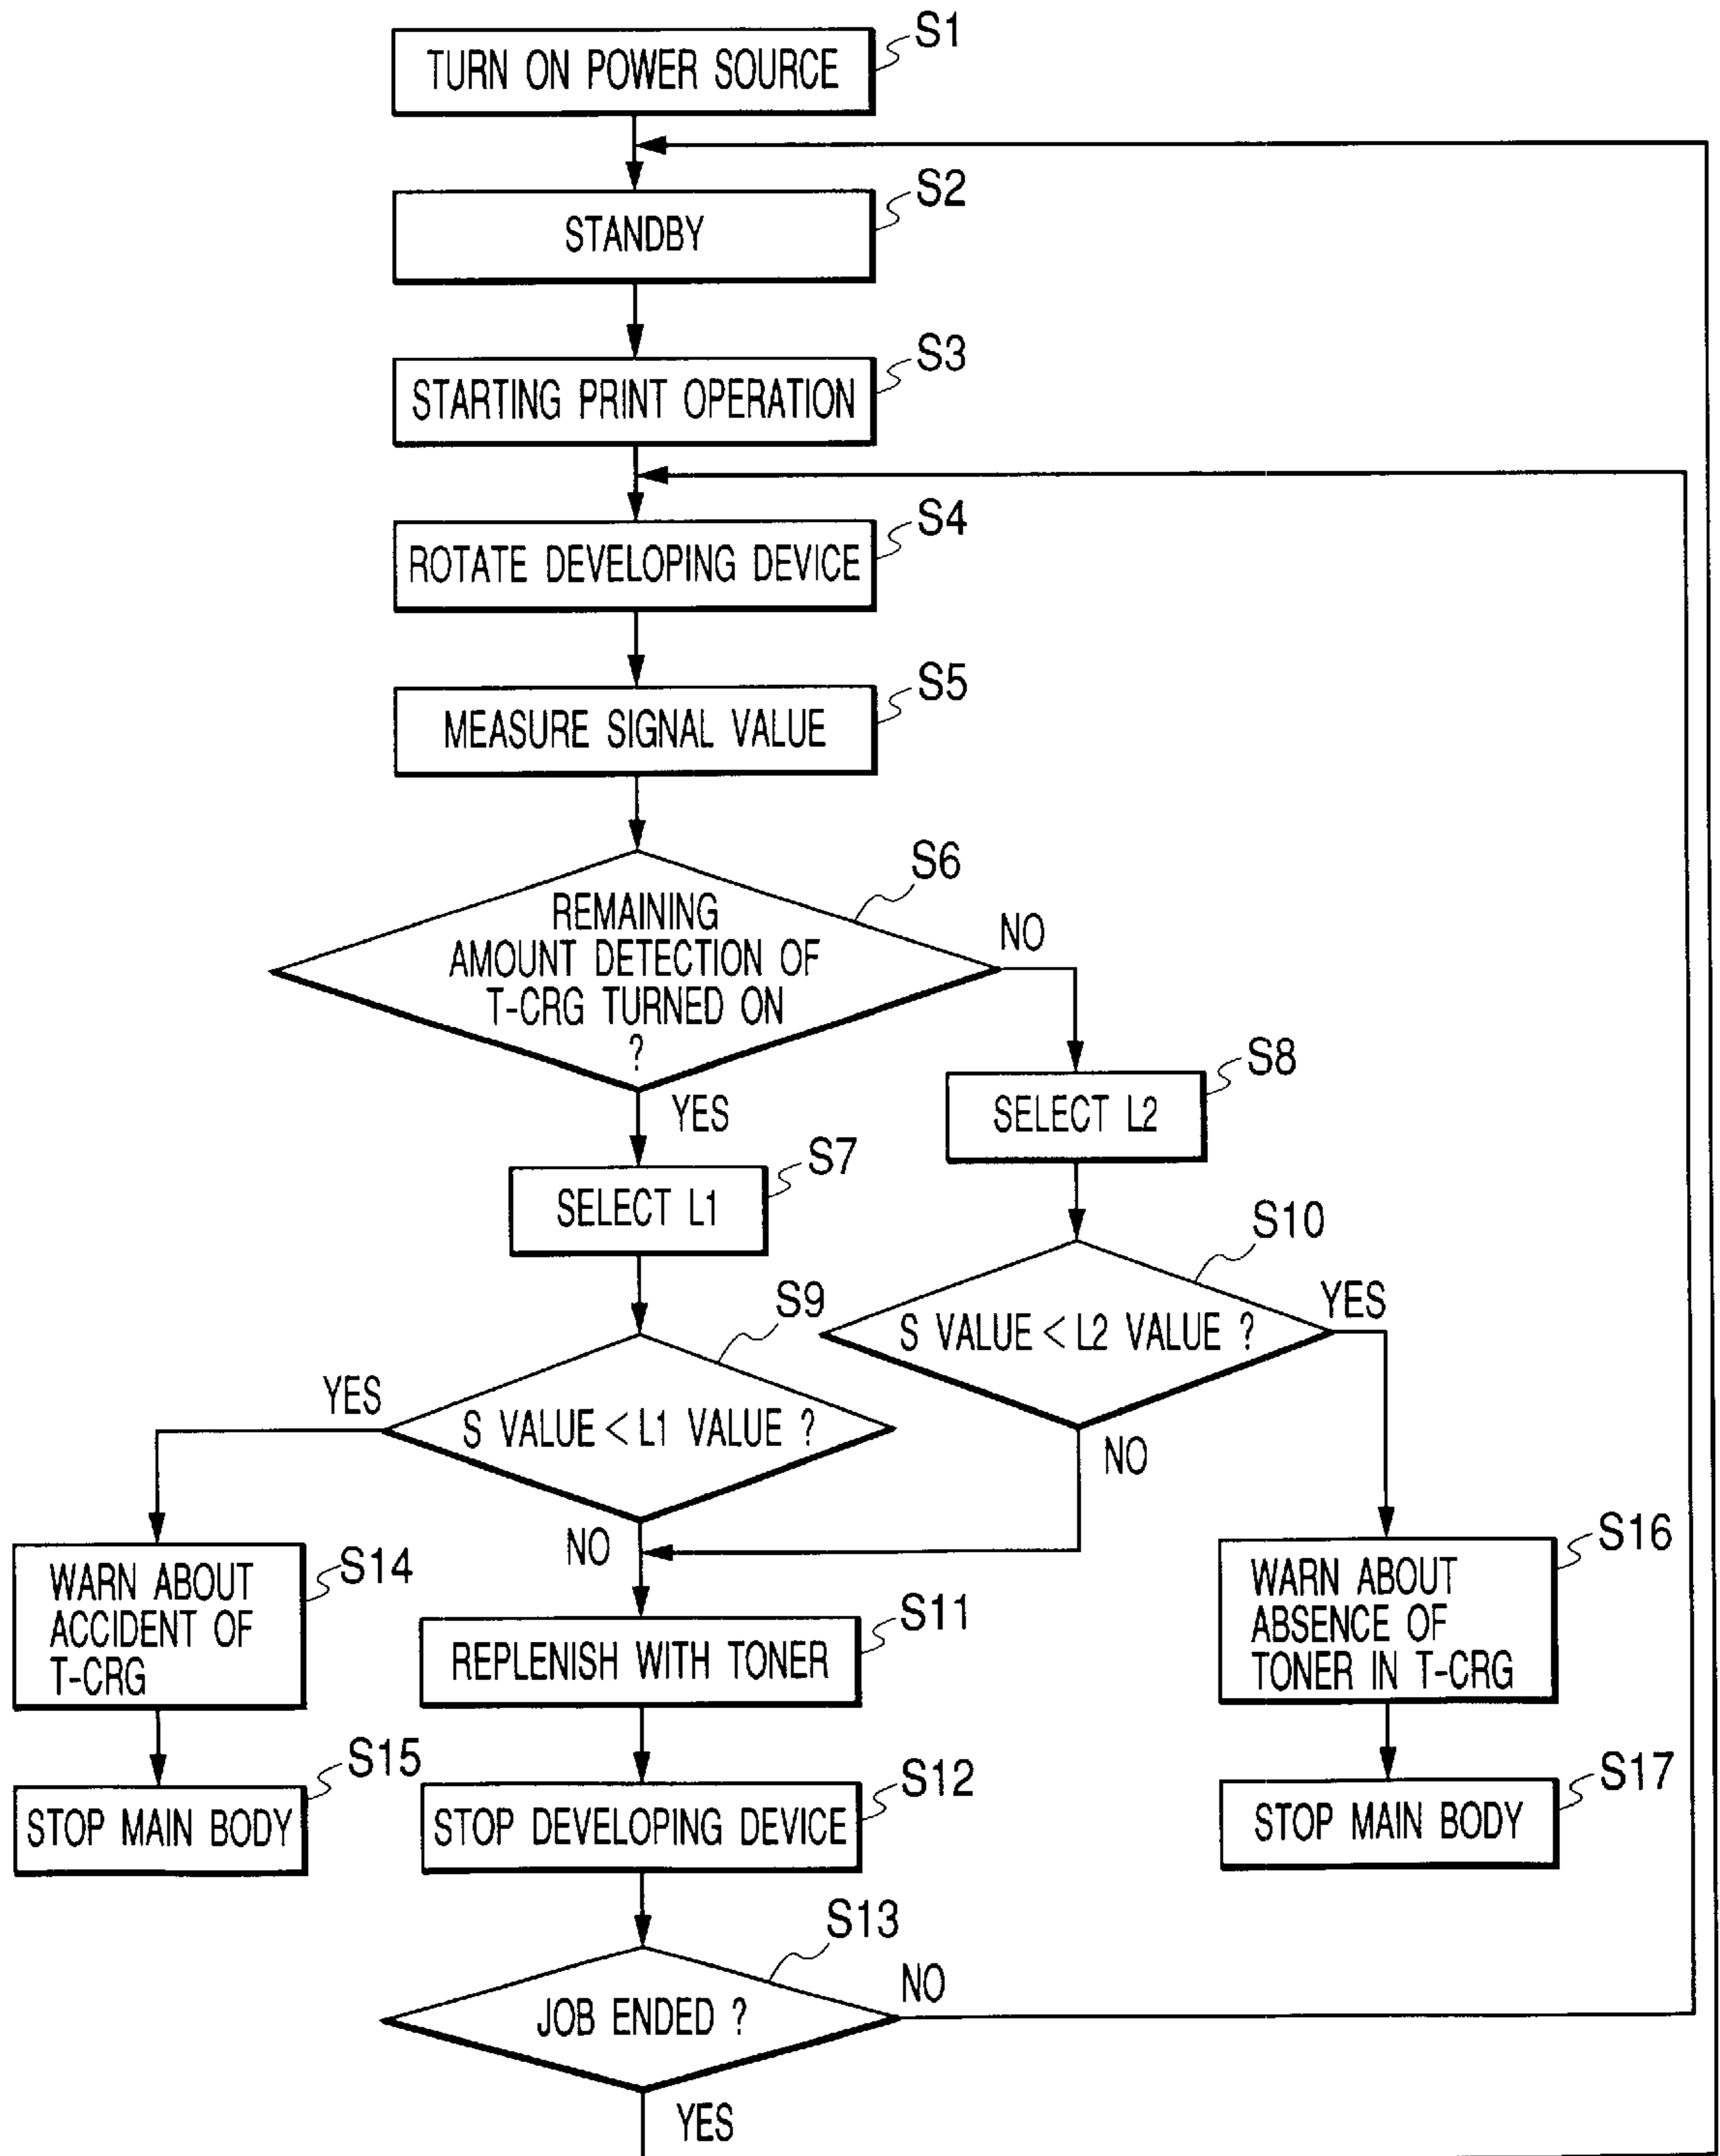 S1
TURN ON POWER SOURCE
S2
STANDBY
S3
STARTING PRINT OPERATION
S4
ROTATE DEVELOPING DEVICE
S5
MEASURE SIGNAL VALUE
S6
REMAINING
AMOUNT DETECTION OF
T-CRG TURNED ON
?
NO
YES
S8
SELECT L2
S7
SELECT L1
S10
S VALUE < L2 VALUE ?
YES
NO
S9
S VALUE < L1 VALUE ?
YES
NO
S14
WARN ABOUT
ACCIDENT OF
T-CRG
S11
REPLENISH WITH TONER
S16
WARN ABOUT
ABSENCE OF
TONER IN T-CRG
S15
STOP MAIN BODY
S12
STOP DEVELOPING DEVICE
S17
STOP MAIN BODY
S13
JOB ENDED ?
NO
YES